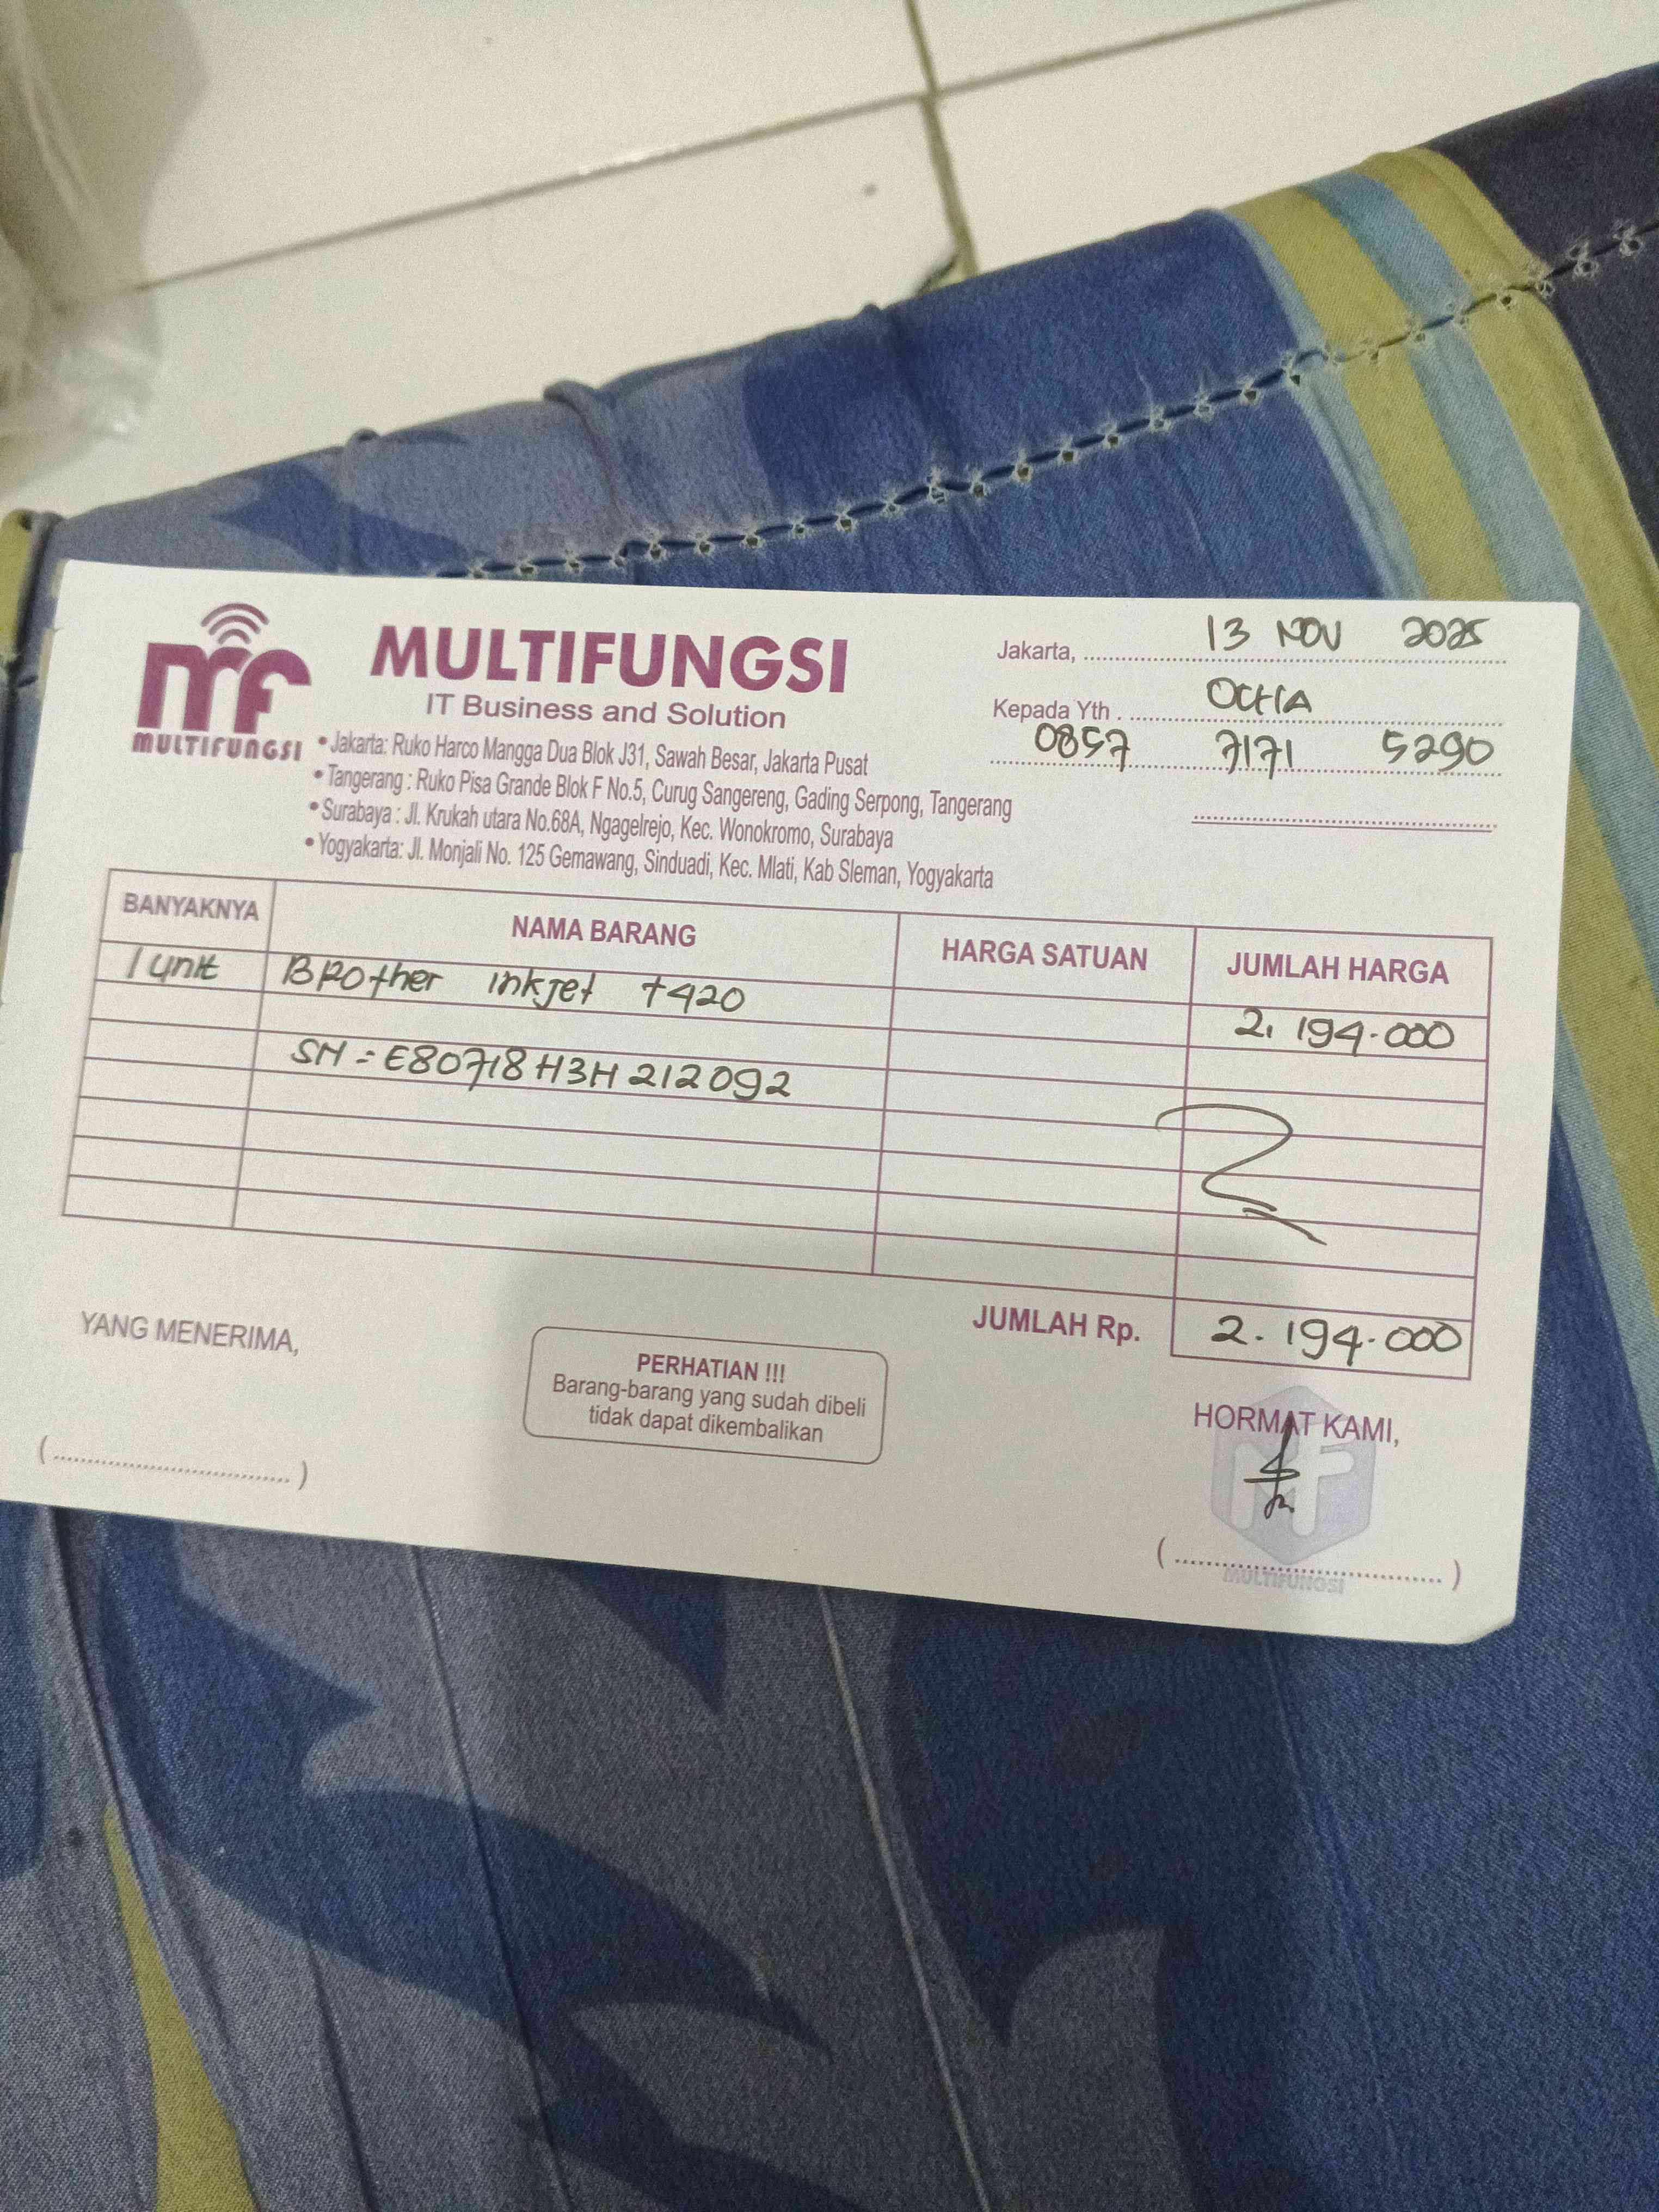 mf
MULTIFUNGSI
MULTIFUNGSI
IT Business and Solution
• Jakarta: Ruko Harco Mangga Dua Blok J31, Sawah Besar, Jakarta Pusat
• Tangerang : Ruko Pisa Grande Blok F No.5, Curug Sangereng, Gading Serpong, Tangerang
• Surabaya : Jl. Krukah utara No.68A, Ngagelrejo, Kec. Wonokromo, Surabaya
• Yogyakarta: Jl. Monjali No. 125 Gemawang, Sinduadi, Kec. Mlati, Kab Sleman, Yogyakarta
Jakarta, 13 NOV 2025
Kepada Yth . OCHA
0857 7171 5290
BANYAKNYA NAMA BARANG HARGA SATUAN JUMLAH HARGA
1 unit BROther inkjet t420 2. 194.000
SN = E80718H3H212092
JUMLAH Rp. 2. 194.000
YANG MENERIMA,
PERHATIAN !!!
Barang-barang yang sudah dibeli
tidak dapat dikembalikan
HORMAT KAMI,
MF
MULTIFUNGSI